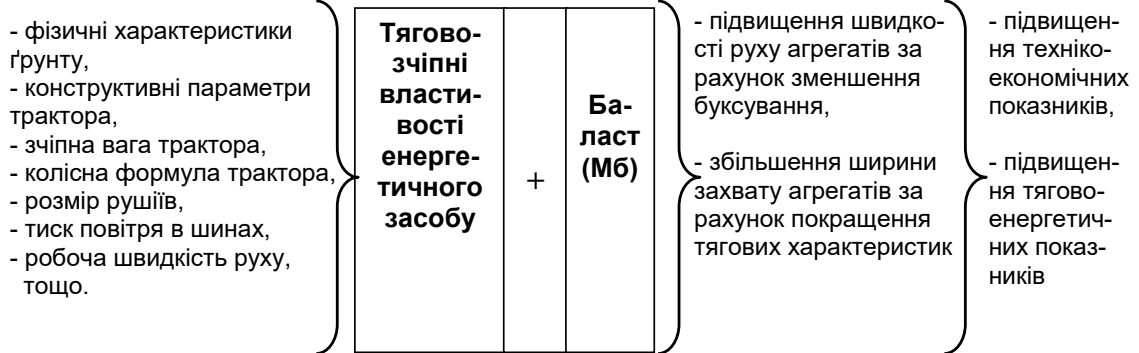 - фізичні характеристики
ґрунту,
- конструктивні параметри
трактора,
- зчіпна вага трактора,
- колісна формула трактора,
- розмір рушіїв,
- тиск повітря в шинах,
- робоча швидкість руху,
тощо.
Тягово-
зчіпні
власти-
вості
енерге-
тичного
засобу
+
Ба-
ласт
(Мб)
- підвищення швидко-
сті руху агрегатів за
рахунок зменшення
буксування,
- збільшення ширини
захвату агрегатів за
рахунок покращення
тягових характеристик
- підвищен-
ня техніко-
економічних
показників,
- підвищен-
ня тягово-
енергетич-
них показ-
ників